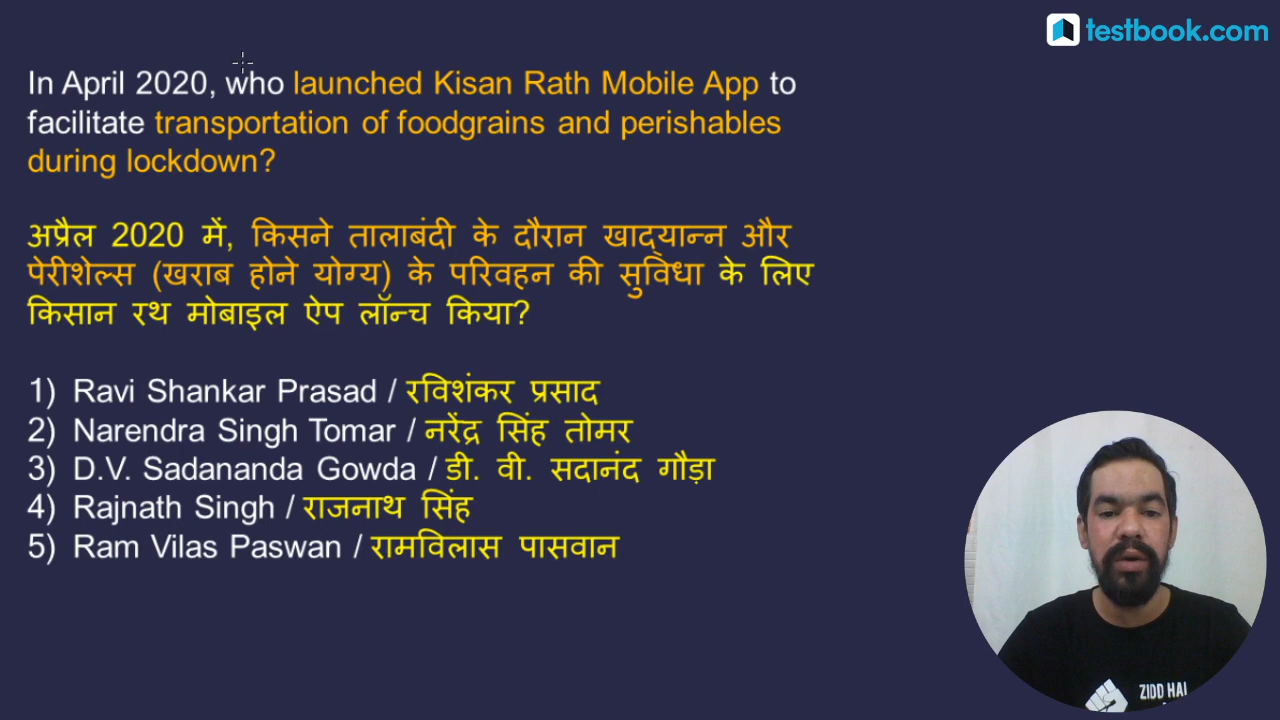 testbook.com
In April 2020, who launched Kisan Rath Mobile App to
facilitate transportation of foodgrains and perishables
during lockdown?
अप्रैल 2020 में, किसने तालाबंदी के दौरान खाद्यान्न और
पेरीशेल्स (खराब होने योग्य) के परिवहन की सुविधा के लिए
किसान रथ मोबाइल ऐप लॉन्च किया?
1) Ravi Shankar Prasad / रविशंकर प्रसाद
2) Narendra Singh Tomar / नरेंद्र सिंह तोमर
3) D.V. Sadananda Gowda / डी. वी. सदानंद गौड़ा
4) Rajnath Singh / राजनाथ सिंह
5) Ram Vilas Paswan / रामविलास पासवान
ZIDD HAI